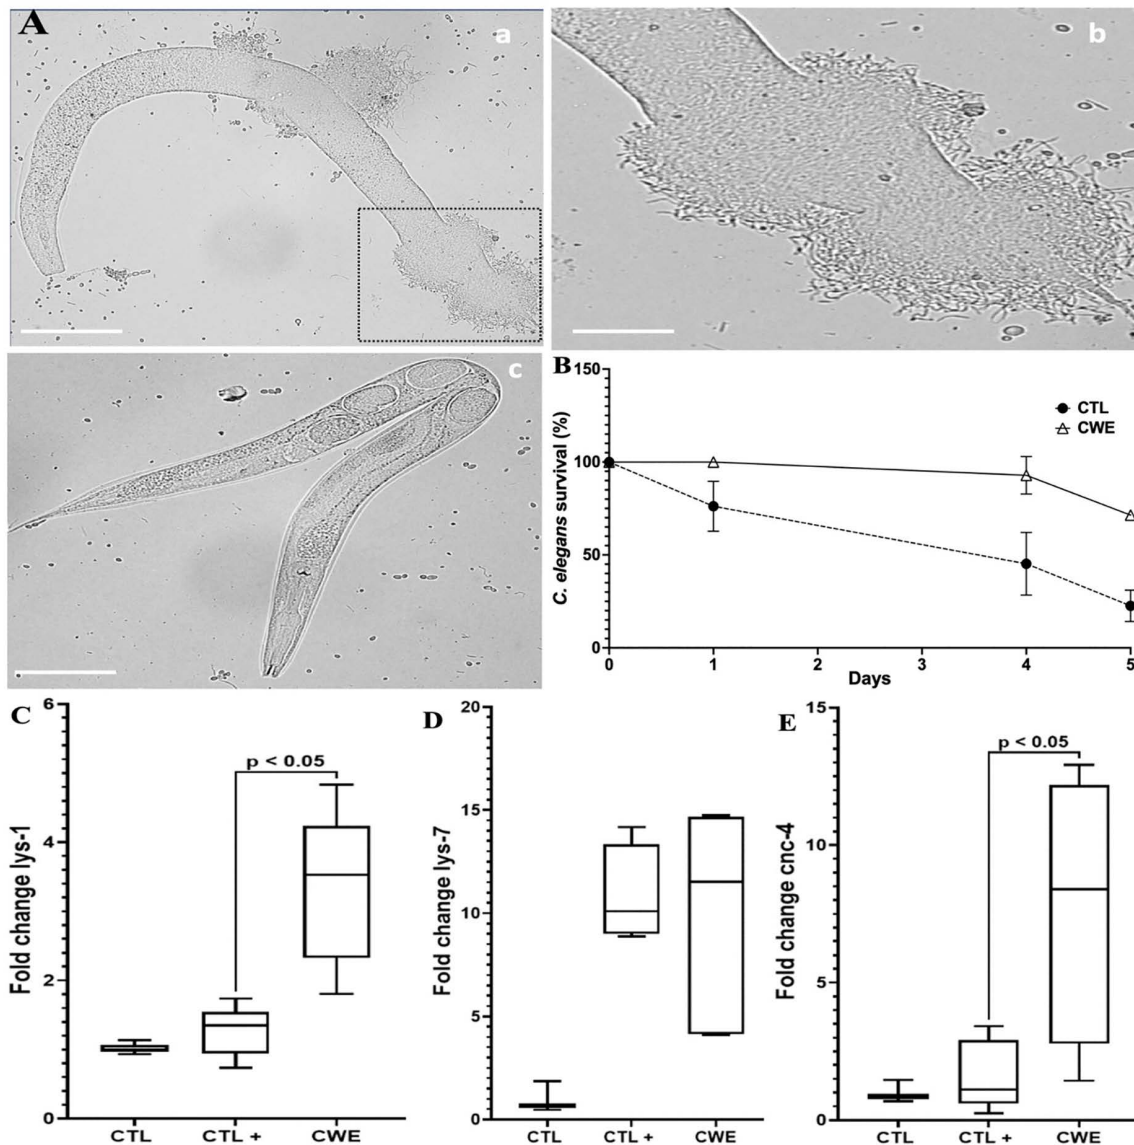 A
a
b
c
B
150
100
50
0
C. elegans survival (%)
CTL
CWE
0 1 2 3 4 5
Days
C
6
4
2
0
Fold change lys-1
p < 0.05
CTL CTL + CWE
D
20
15
10
5
0
Fold change lys-7
CTL CTL + CWE
E
15
10
5
0
Fold change cnc-4
p < 0.05
CTL CTL + CWE